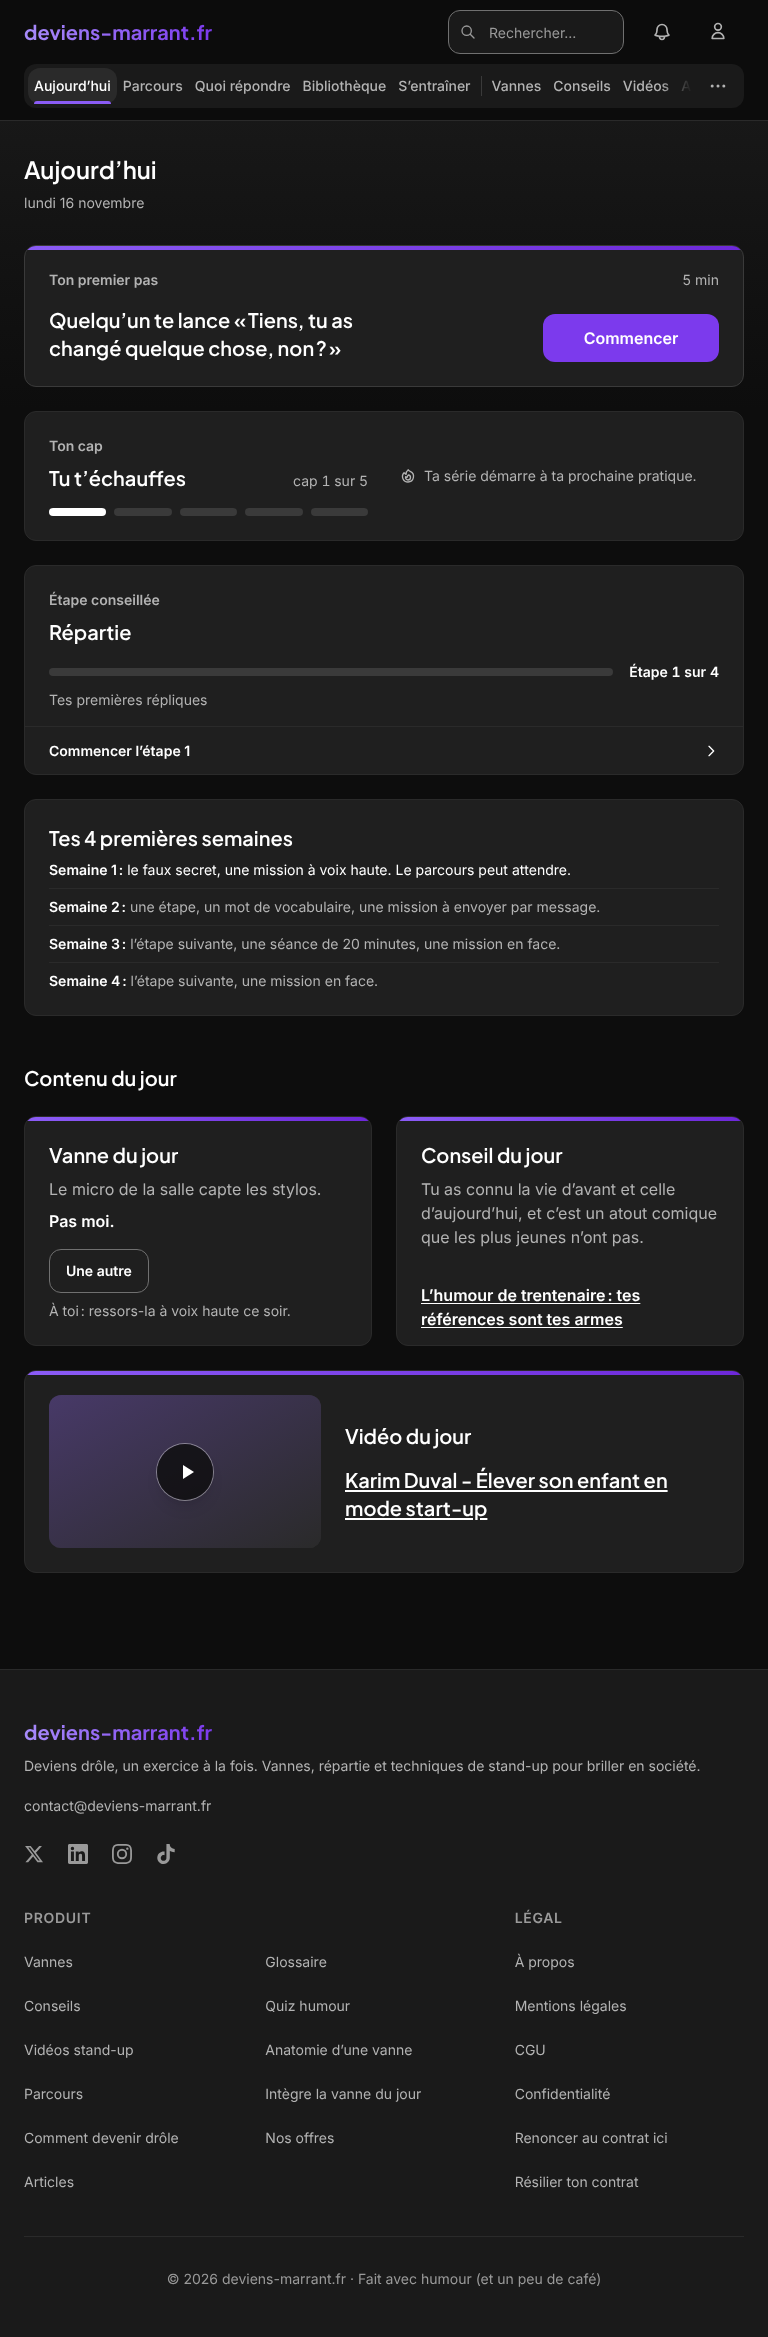 deviens-marrant.fr
Rechercher...
Aujourd’hui Parcours Quoi répondre Bibliothèque S’entraîner Vannes Conseils Vidéos
Aujourd’hui
lundi 16 novembre
Ton premier pas
5 min
Quelqu’un te lance « Tiens, tu as
changé quelque chose, non ? »
Commencer
Ton cap
Tu t’échauffes
cap 1 sur 5
Ta série démarre à ta prochaine pratique.
Étape conseillée
Répartie
Étape 1 sur 4
Tes premières répliques
Commencer l’étape 1
Tes 4 premières semaines
Semaine 1 : le faux secret, une mission à voix haute. Le parcours peut attendre.
Semaine 2 : une étape, un mot de vocabulaire, une mission à envoyer par message.
Semaine 3 : l’étape suivante, une séance de 20 minutes, une mission en face.
Semaine 4 : l’étape suivante, une mission en face.
Contenu du jour
Vanne du jour
Le micro de la salle capte les stylos.
Pas moi.
Une autre
À toi : ressors-la à voix haute ce soir.
Conseil du jour
Tu as connu la vie d’avant et celle
d’aujourd’hui, et c’est un atout comique
que les plus jeunes n’ont pas.
L’humour de trentenaire : tes
références sont tes armes
Vidéo du jour
Karim Duval - Élever son enfant en
mode start-up
deviens-marrant.fr
Deviens drôle, un exercice à la fois. Vannes, répartie et techniques de stand-up pour briller en société.
contact@deviens-marrant.fr
PRODUIT
Vannes
Conseils
Vidéos stand-up
Parcours
Comment devenir drôle
Articles
Glossaire
Quiz humour
Anatomie d’une vanne
Intègre la vanne du jour
Nos offres
LÉGAL
À propos
Mentions légales
CGU
Confidentialité
Renoncer au contrat ici
Résilier ton contrat
© 2026 deviens-marrant.fr · Fait avec humour (et un peu de café)